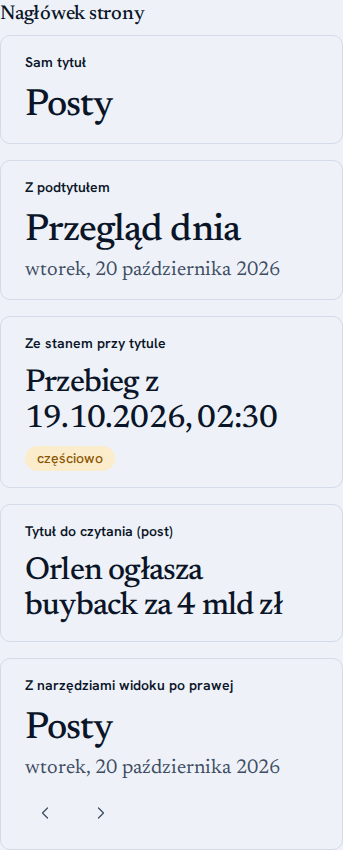 Nagłówek strony
Sam tytuł
Posty
Z podtytułem
Przegląd dnia
wtorek, 20 października 2026
Ze stanem przy tytule
Przebieg z
19.10.2026, 02:30
częściowo
Tytuł do czytania (post)
Orlen ogłasza
buyback za 4 mld zł
Z narzędziami widoku po prawej
Posty
wtorek, 20 października 2026